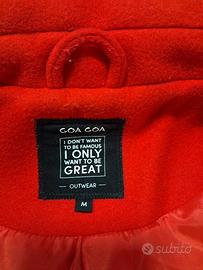 GOA GOA
I DON'T WANT
TO BE FAMOUS
I ONLY
WANT TO BE
GREAT
OUTWEAR
M
subito